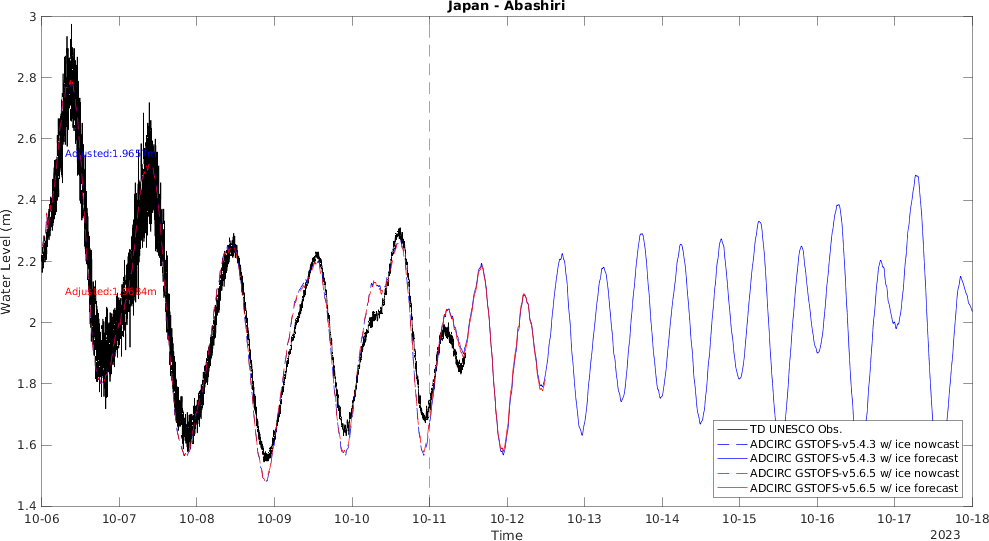 Japan - Abashiri
3
2.8
2.6
2.4
2.2
2
1.8
1.6
1.4
Water Level (m)
TD UNESCO Obs.
ADCIRC GSTOFS-v5.4.3 w/ ice nowcast
ADCIRC GSTOFS-v5.4.3 w/ ice forecast
ADCIRC GSTOFS-v5.6.5 w/ ice nowcast
ADCIRC GSTOFS-v5.6.5 w/ ice forecast
10-06 10-07 10-08 10-09 10-10 10-11 10-12 10-13 10-14 10-15 10-16 10-17 10-18
Time
2023